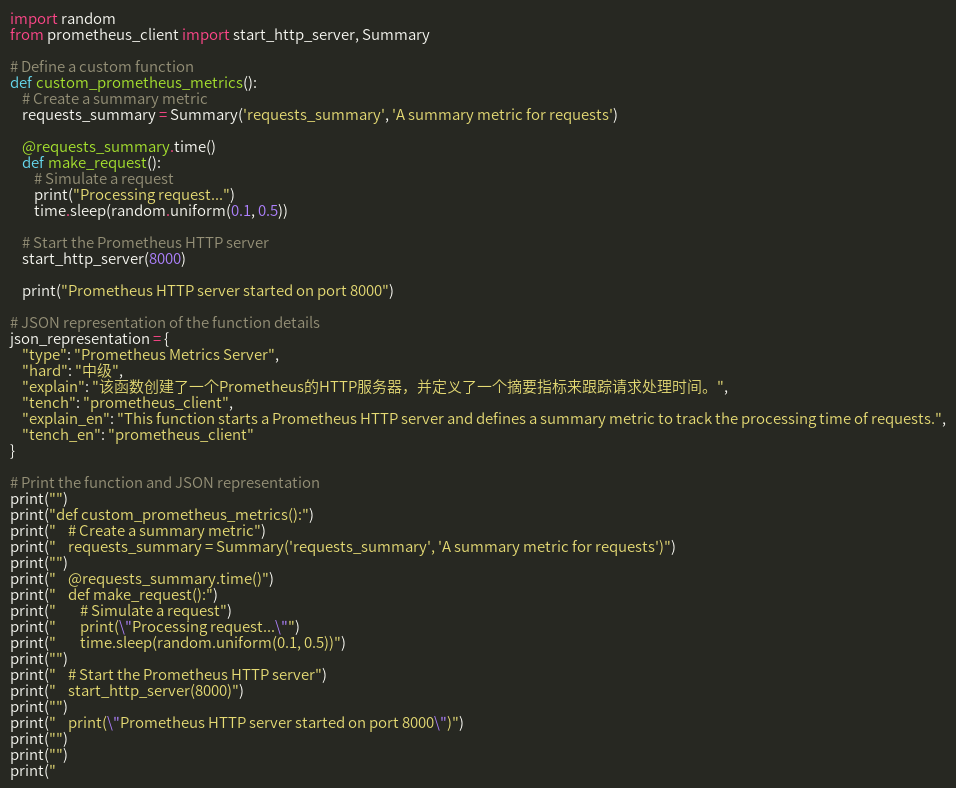 import random
from prometheus_client import start_http_server, Summary

# Define a custom function
def custom_prometheus_metrics():
    # Create a summary metric
    requests_summary = Summary('requests_summary', 'A summary metric for requests')

    @requests_summary.time()
    def make_request():
        # Simulate a request
        print("Processing request...")
        time.sleep(random.uniform(0.1, 0.5))

    # Start the Prometheus HTTP server
    start_http_server(8000)

    print("Prometheus HTTP server started on port 8000")

# JSON representation of the function details
json_representation = {
    "type": "Prometheus Metrics Server",
    "hard": "中级",
    "explain": "该函数创建了一个Prometheus的HTTP服务器，并定义了一个摘要指标来跟踪请求处理时间。",
    "tench": "prometheus_client",
    "explain_en": "This function starts a Prometheus HTTP server and defines a summary metric to track the processing time of requests.",
    "tench_en": "prometheus_client"
}

# Print the function and JSON representation
print("")
print("def custom_prometheus_metrics():")
print("    # Create a summary metric")
print("    requests_summary = Summary('requests_summary', 'A summary metric for requests')")
print("")
print("    @requests_summary.time()")
print("    def make_request():")
print("        # Simulate a request")
print("        print(\"Processing request...\"")
print("        time.sleep(random.uniform(0.1, 0.5))")
print("")
print("    # Start the Prometheus HTTP server")
print("    start_http_server(8000)")
print("")
print("    print(\"Prometheus HTTP server started on port 8000\")")
print("")
print("")
print("